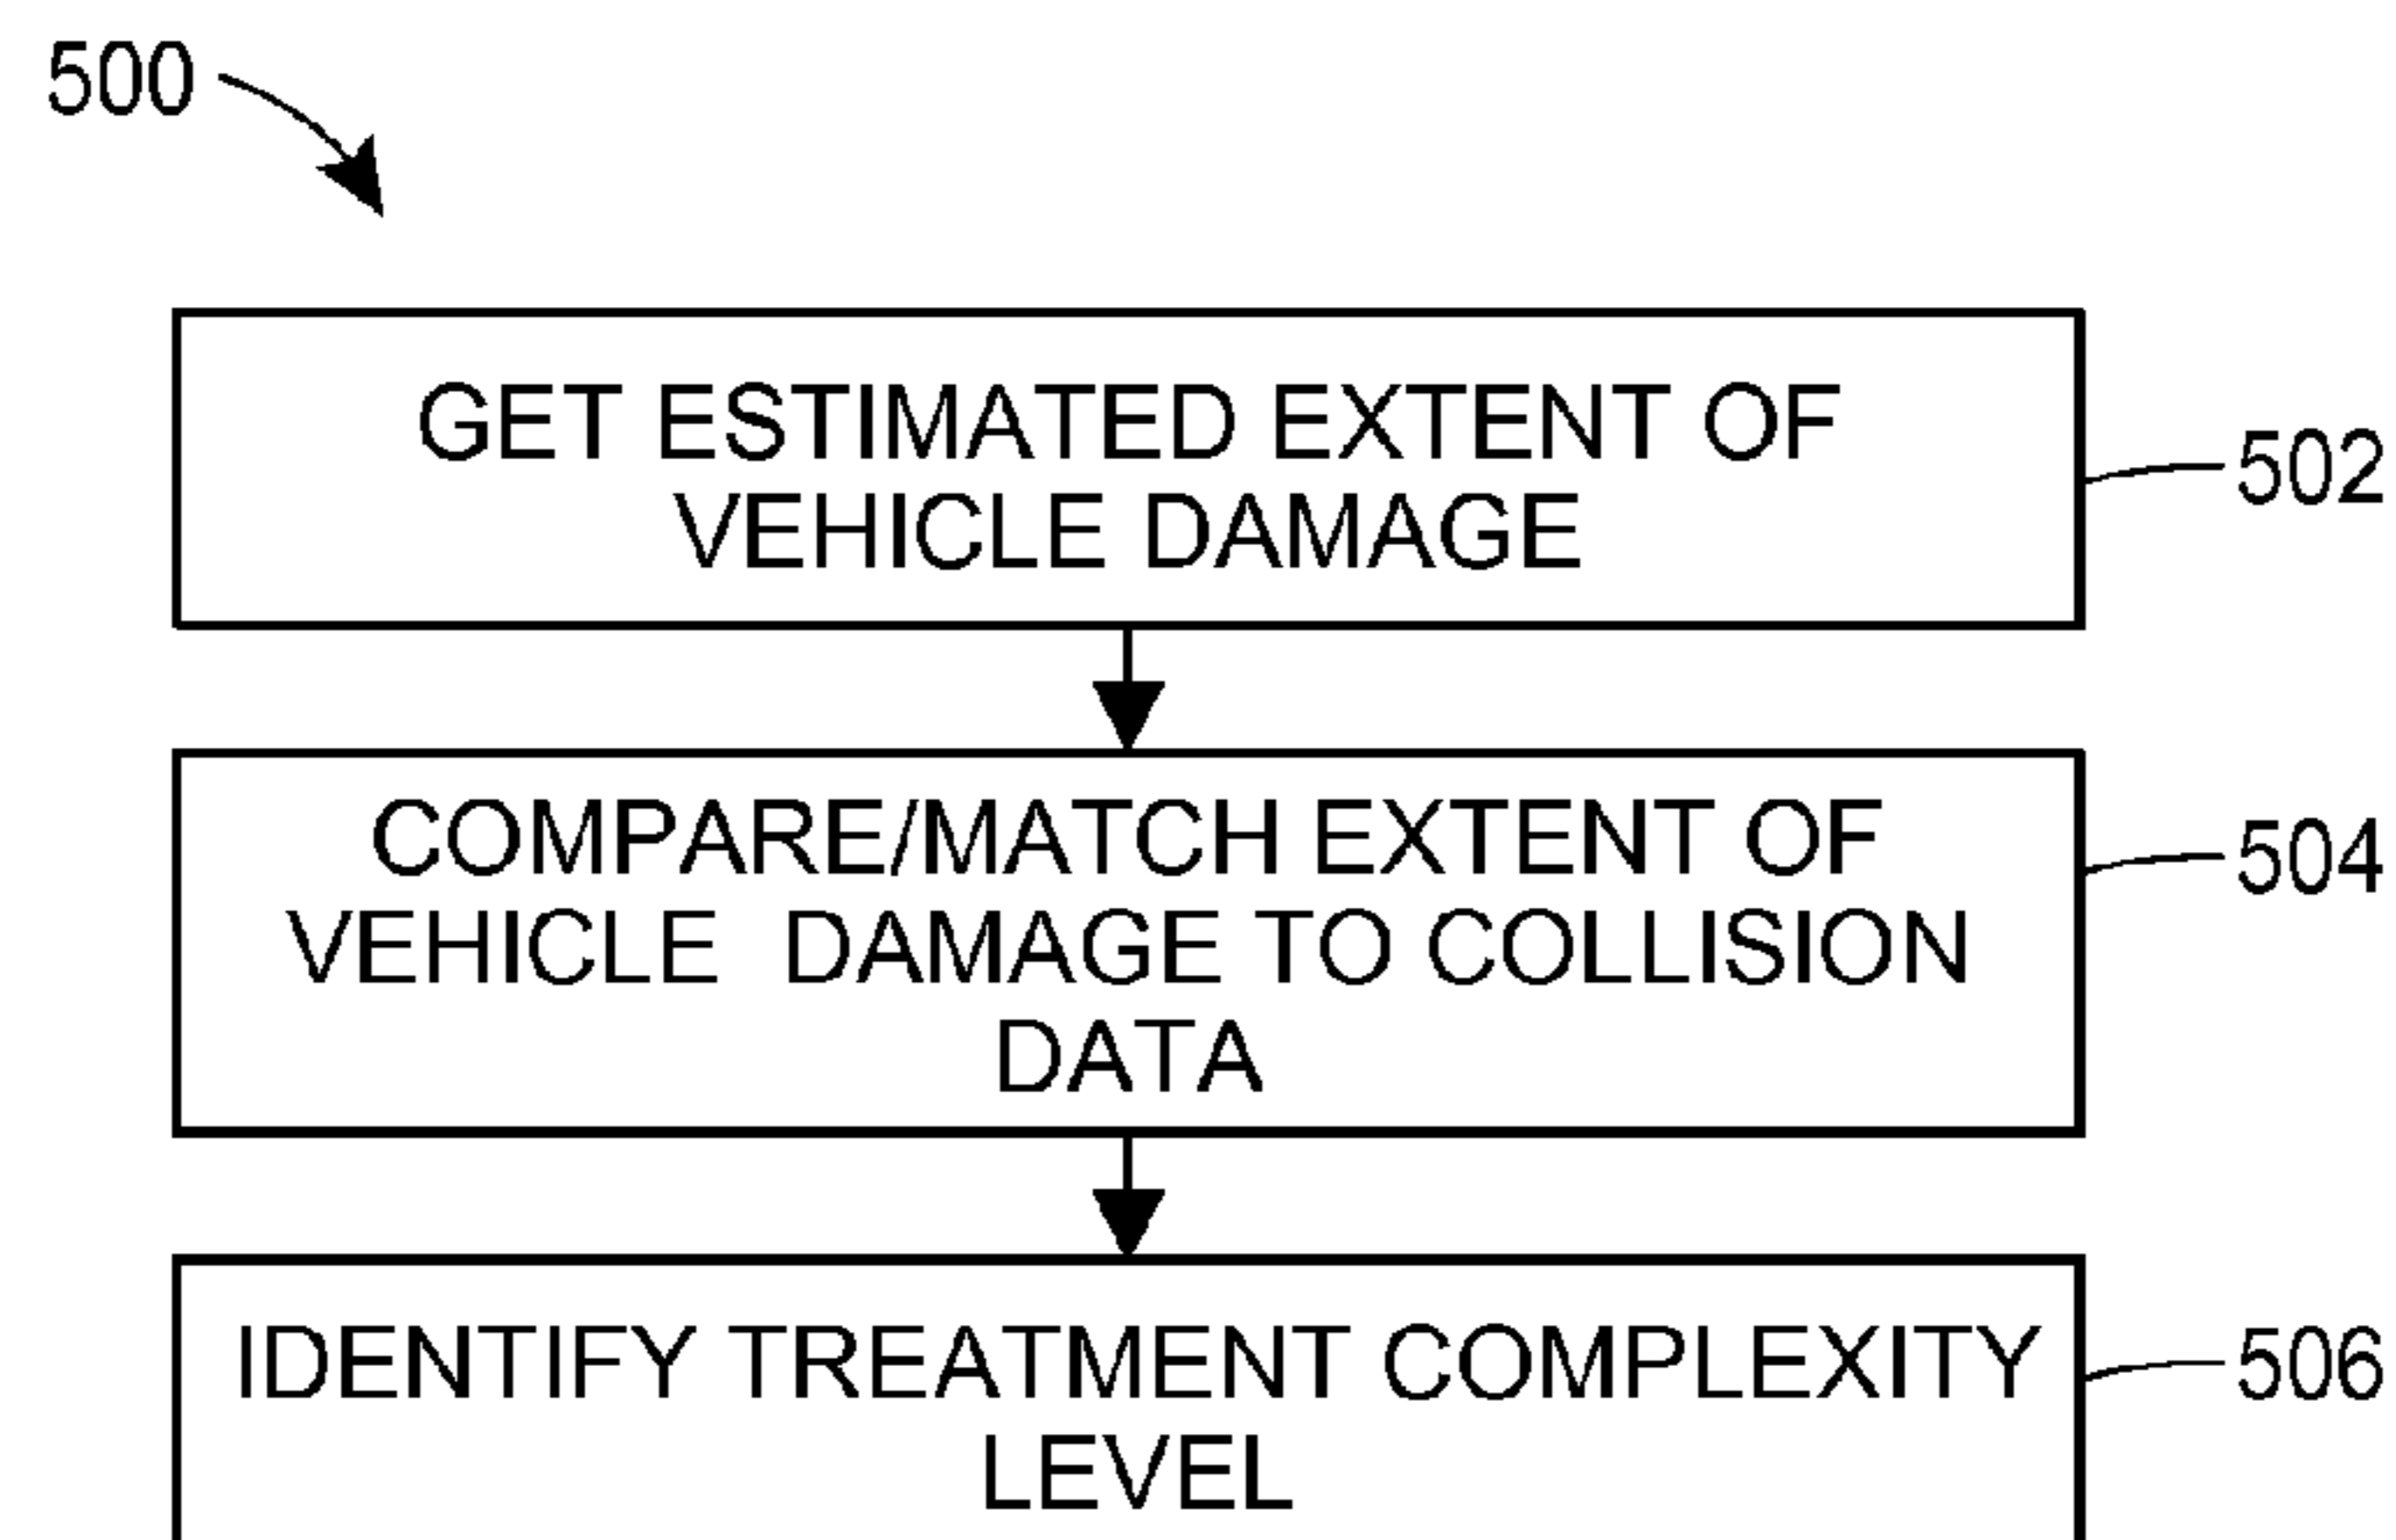 500
GET ESTIMATED EXTENT OF
VEHICLE DAMAGE
502
COMPARE/MATCH EXTENT OF
VEHICLE DAMAGE TO COLLISION
DATA
504
IDENTIFY TREATMENT COMPLEXITY
LEVEL
506